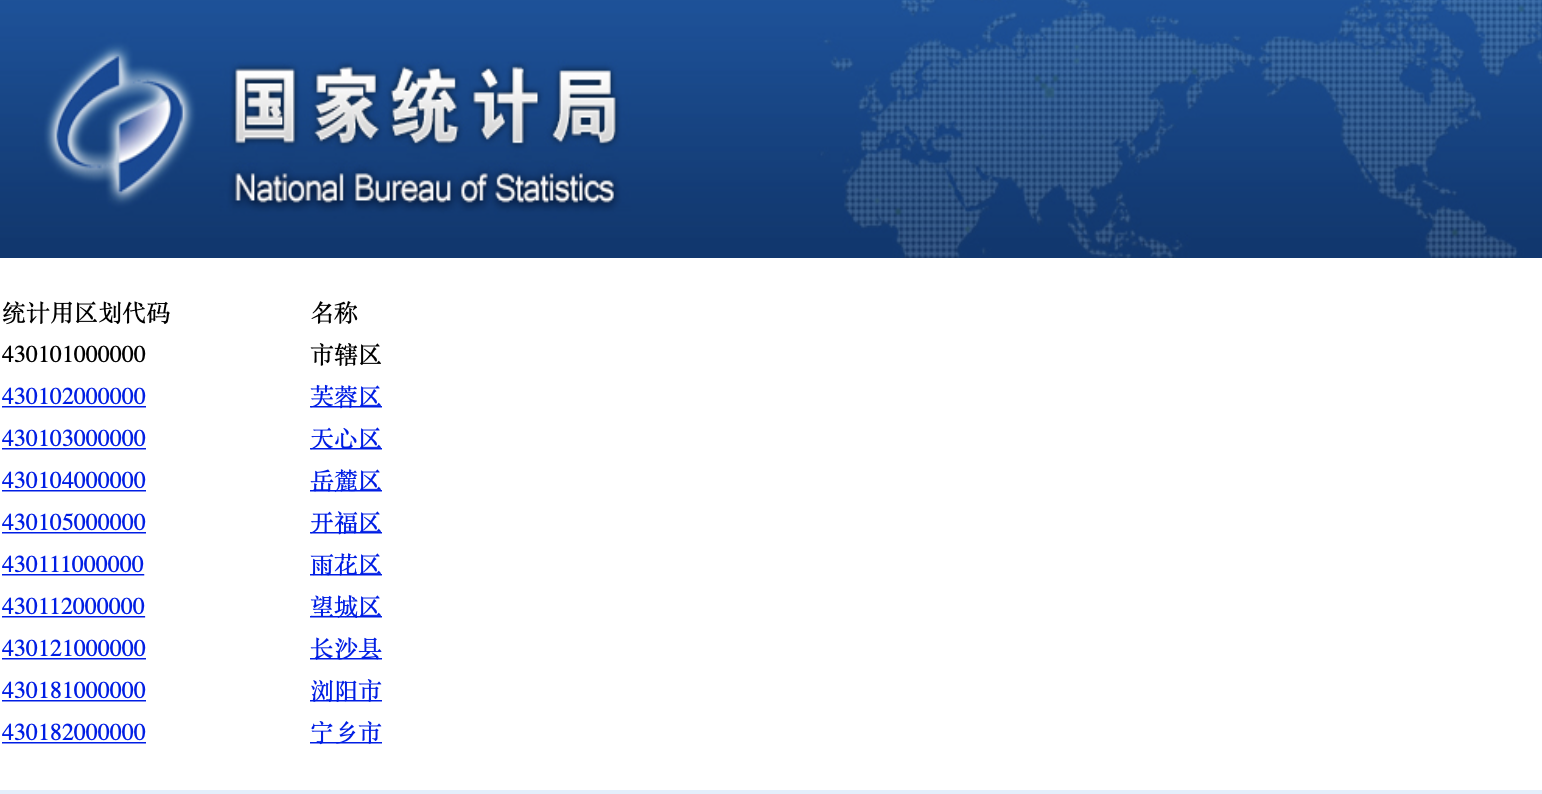 国家统计局
National Bureau of Statistics
统计用区划代码 名称
430101000000 市辖区
430102000000 芙蓉区
430103000000 天心区
430104000000 岳麓区
430105000000 开福区
430111000000 雨花区
430112000000 望城区
430121000000 长沙县
430181000000 浏阳市
430182000000 宁乡市